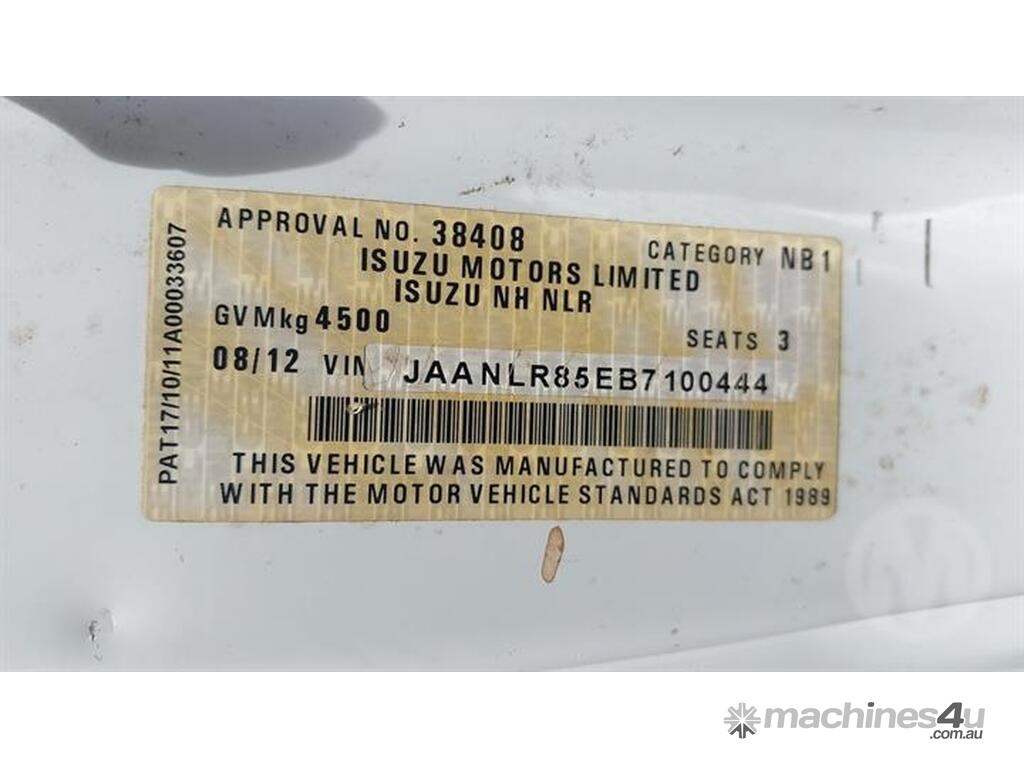 APPROVAL NO. 38408
CATEGORY NB1
ISUZU MOTORS LIMITED
ISUZU NH NLR
GVMkg 4500
SEATS 3
08/12 VIN JAANLR85EB7100444
THIS VEHICLE WAS MANUFACTURED TO COMPLY
WITH THE MOTOR VEHICLE STANDARDS ACT 1989
PAT17/10/11A00033607
machines4u
.com.au